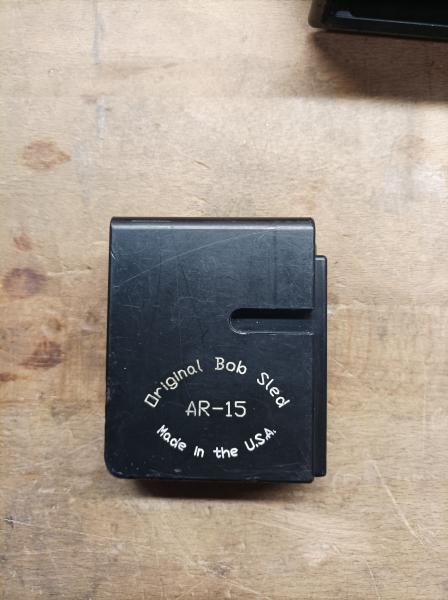 Original Bob Sled
AR-15
Made in the U.S.A.